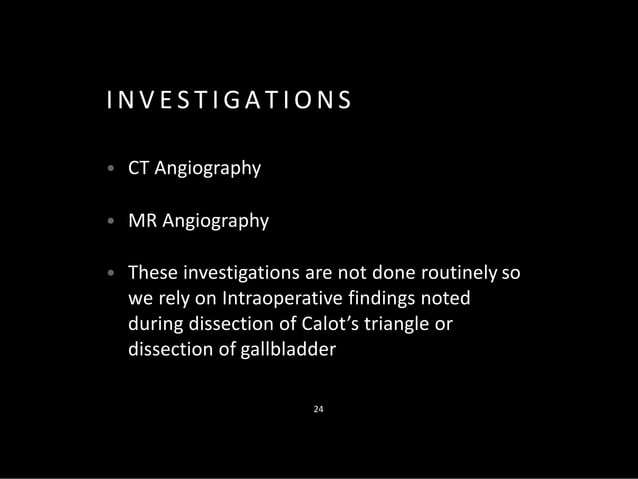 INVESTIGATIONS
• CT Angiography
• MR Angiography
• These investigations are not done routinely so
we rely on Intraoperative findings noted
during dissection of Calot’s triangle or
dissection of gallbladder
24